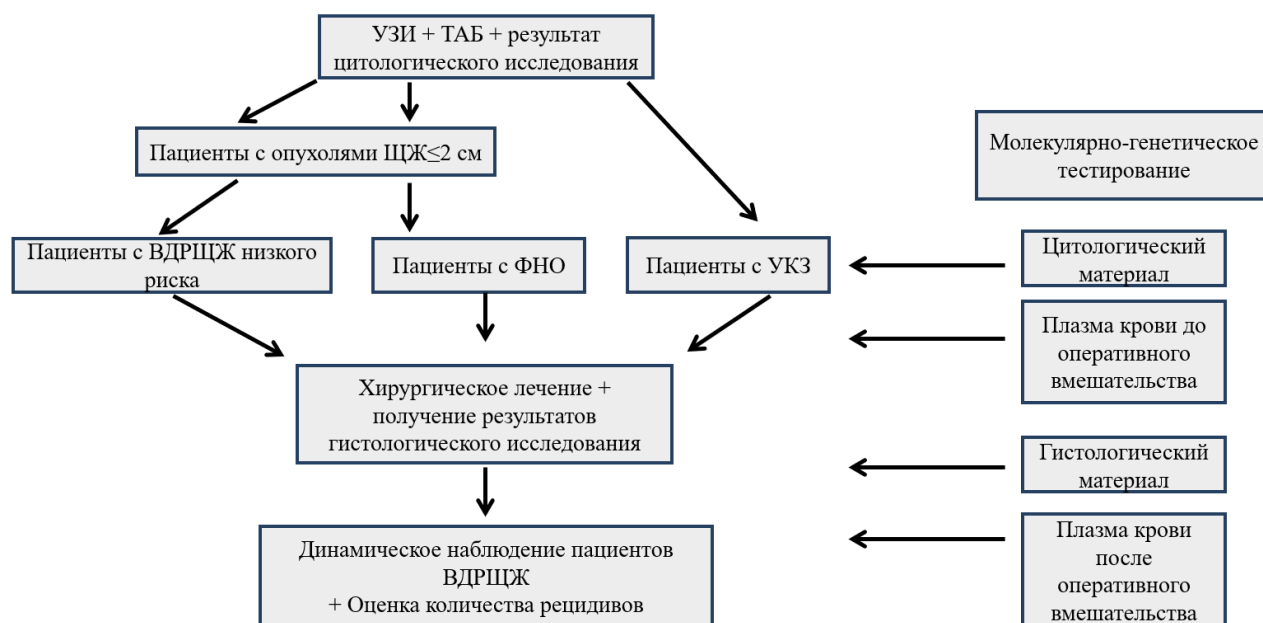 УЗИ + ТАБ + результат
цитологического исследования
Пациенты с опухолями ЩЖ≤2 см
Молекулярно-генетическое
тестирование
Пациенты с ВДРЩЖ низкого
риска
Пациенты с ФНО
Пациенты с УКЗ
Цитологический
материал
Плазма крови до
оперативного
вмешательства
Хирургическое лечение +
получение результатов
гистологического исследования
Гистологический
материал
Динамическое наблюдение пациентов
ВДРЩЖ
+ Оценка количества рецидивов
Плазма крови
после
оперативного
вмешательства